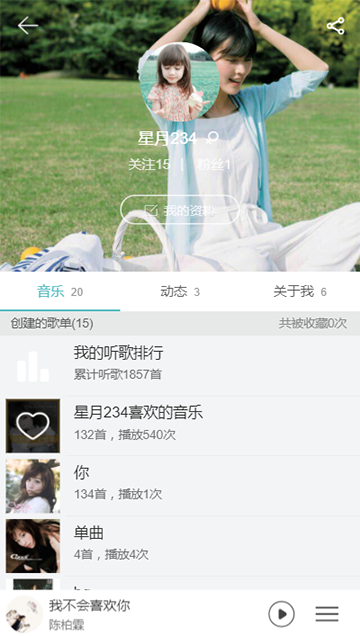 星月234
关注15 | 粉丝1
我的资料
音乐 20 动态 3 关于我 6
创建的歌单(15) 共被收藏0次
我的听歌排行
累计听歌1857首
星月234喜欢的音乐
132首，播放540次
你
134首，播放1次
单曲
4首，播放4次
我不会喜欢你
陈柏霖